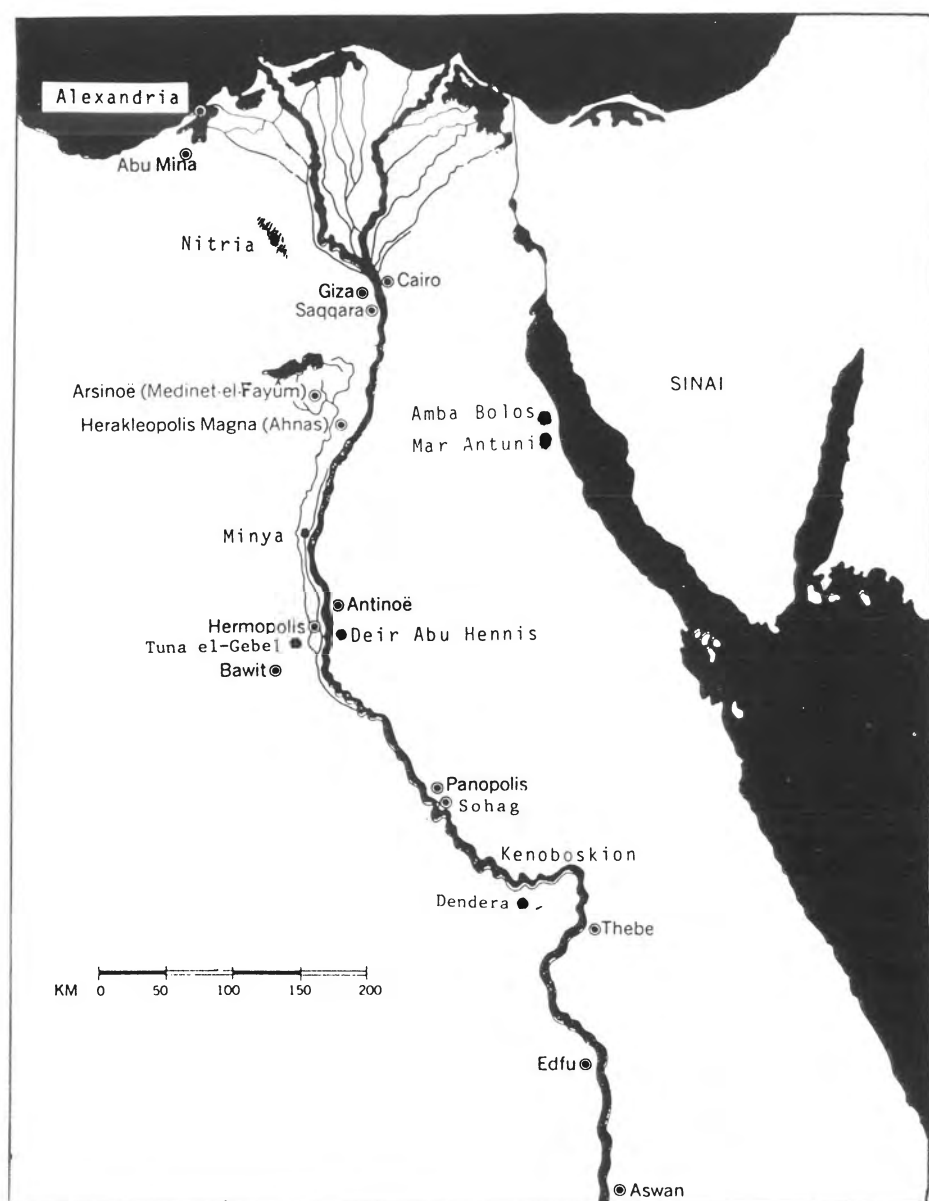 Alexandria
Abu Mina
Nitria
Cairo
Giza
Saqqara
Arsinoë (Medinet-el-Fayûm)
SINAI
Amba Bolos
Herakleopolis Magna (Ahnas)
Mar Antuni
Minya
Antinoë
Hermopolis
Deir Abu Hennis
Tuna el-Gebel
Bawit
Panopolis
Sohag
Kenoboskion
Dendera
Thebe
KM 0 50 100 150 200
Edfu
Aswan